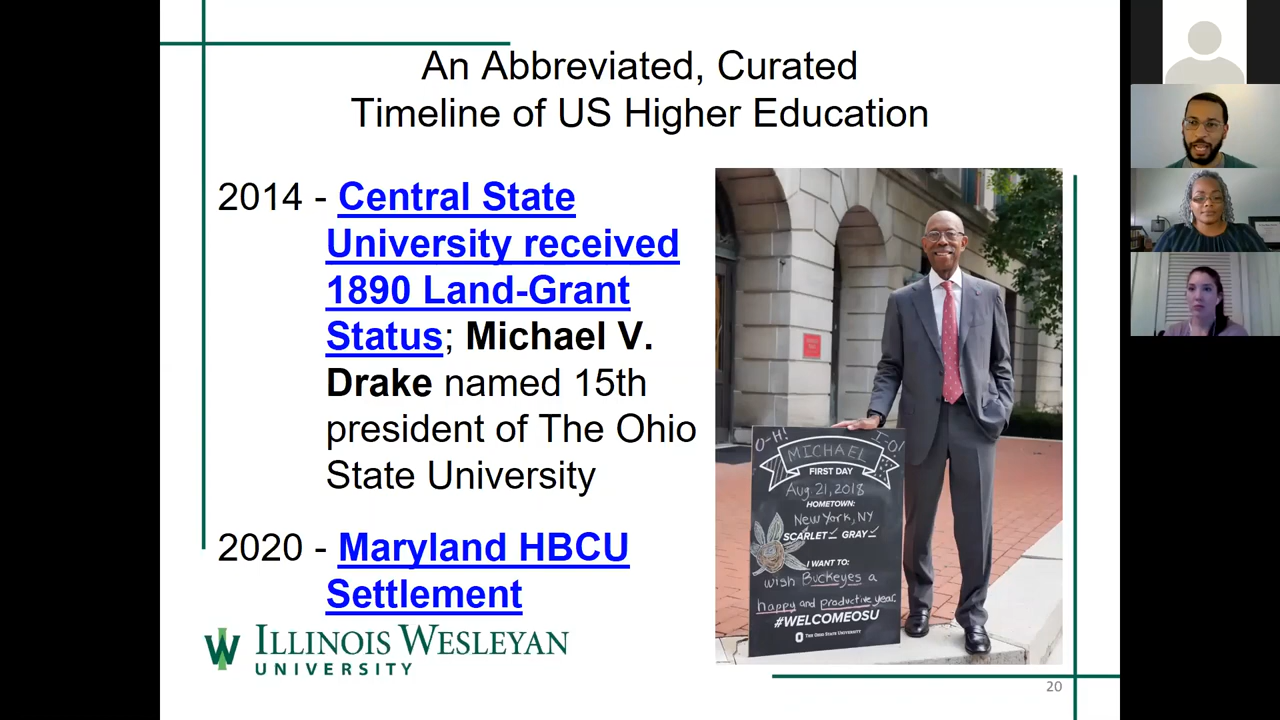 An Abbreviated, Curated
Timeline of US Higher Education
2014 - Central State
University received
1890 Land-Grant
Status; Michael V.
Drake named 15th
president of The Ohio
State University
2020 - Maryland HBCU
Settlement
ILLINOIS WESLEYAN
UNIVERSITY
O-H!
I-O!
MICHAEL
FIRST DAY
Aug 21, 2018
HOMETOWN:
New York, NY
SCARLET✓ GRAY✓
I WANT TO:
wish Buckeyes a
happy and productive year.
#WELCOMEOSU
THE OHIO STATE UNIVERSITY
20